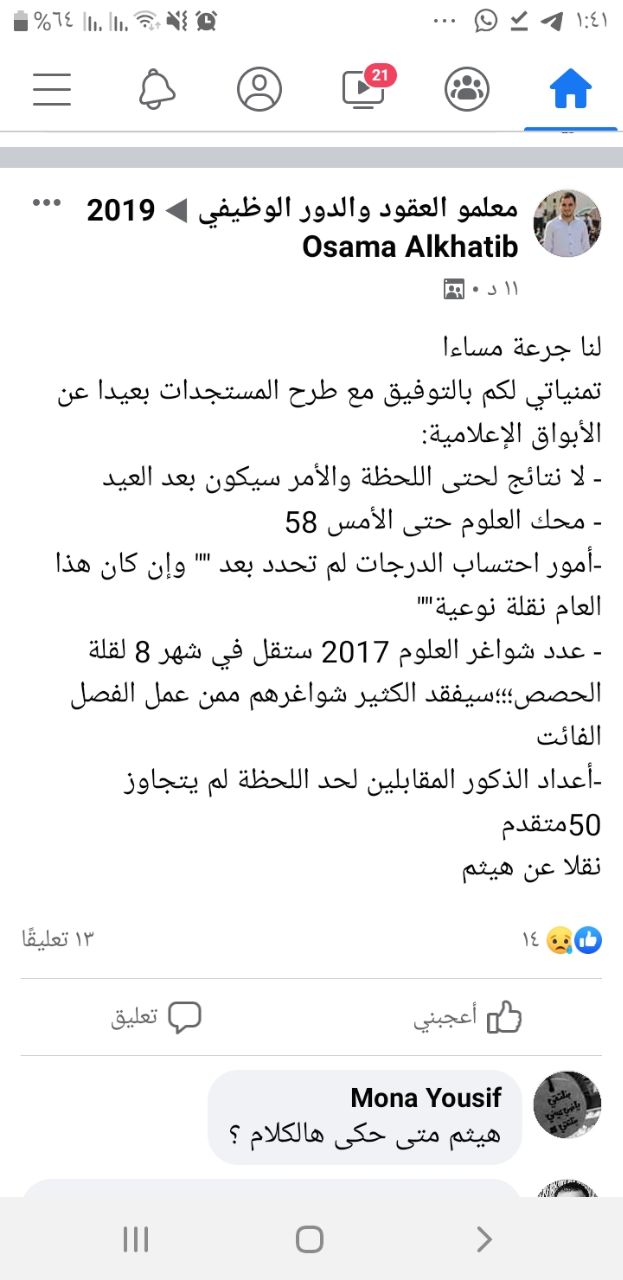 ١:٤١ ... %٦٤
21
Osama Alkhatib ◀ معلمو العقود والدور الوظيفي 2019
١١ د •
لنا جرعة مساءا
تمنياتي لكم بالتوفيق مع طرح المستجدات بعيدا عن
الأبواق الإعلامية:
- لا نتائج لحتى اللحظة والأمر سيكون بعد العيد
- محك العلوم حتى الأمس 58
-أمور احتساب الدرجات لم تحدد بعد "" وإن كان هذا
العام نقلة نوعية""
- عدد شواغر العلوم 2017 ستقل في شهر 8 لقلة
الحصص؛؛؛سيفقد الكثير شواغرهم ممن عمل الفصل
الفائت
-أعداد الذكور المقابلين لحد اللحظة لم يتجاوز
50متقدم
نقلا عن هيثم
١٤
١٣ تعليقًا
أعجبني
تعليق
Mona Yousif
هيثم متى حكى هالكلام ؟